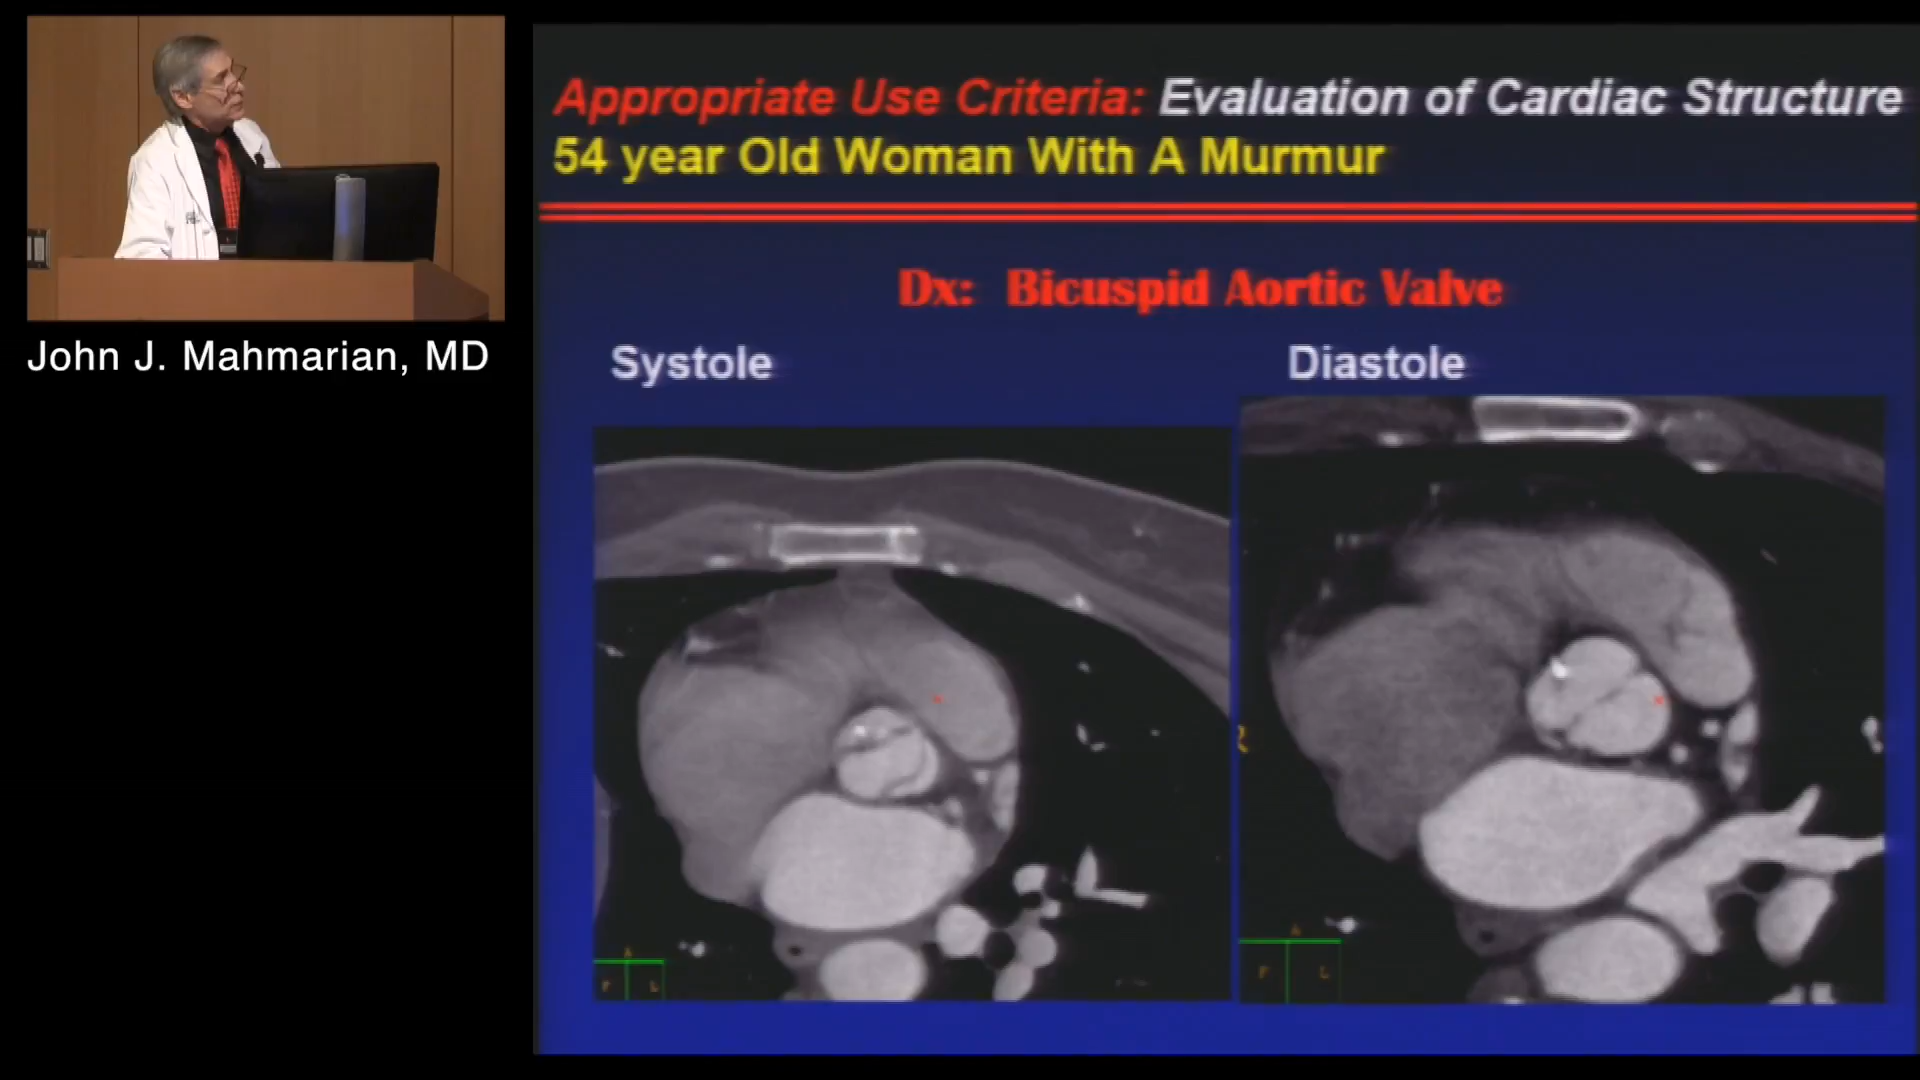 Appropriate Use Criteria: Evaluation of Cardiac Structure
54 year Old Woman With A Murmur
Dx: Bicuspid Aortic Valve
Systole
Diastole
John J. Mahmarian, MD
R
A
F L
A
F L